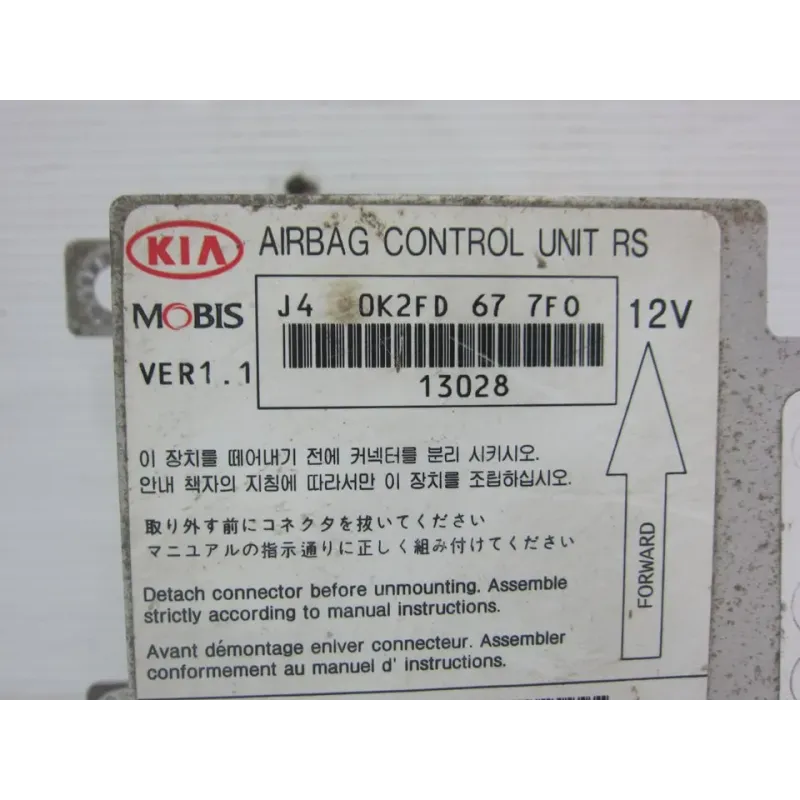 KIA AIRBAG CONTROL UNIT RS
MOBIS
J4 0K2FD 67 7F0
12V
VER1.1
13028
이 장치를 떼어내기 전에 커넥터를 분리 시키시오.
안내 책자의 지침에 따라서만 이 장치를 조립하십시오.
取り外す前にコネクタを抜いてください
マニュアルの指示通りに正しく組み付けてください
FORWARD
Detach connector before unmounting. Assemble
strictly according to manual instructions.
Avant démontage eniver connecteur. Assembler
conformement au manuel d' instructions.